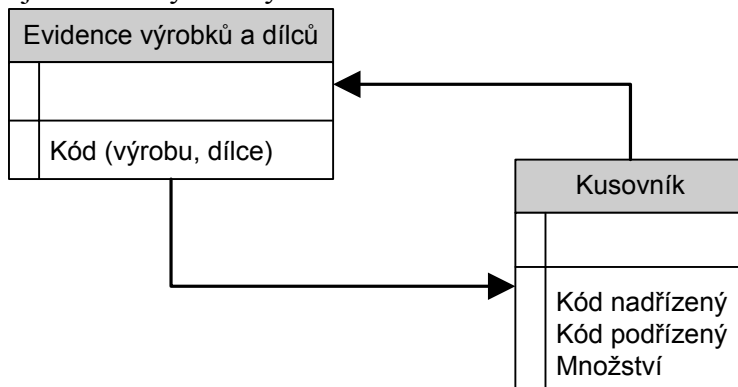 Evidence výrobků a dílců
Kód (výrobu, dílce)
Kusovník
Kód nadřízený
Kód podřízený
Množství